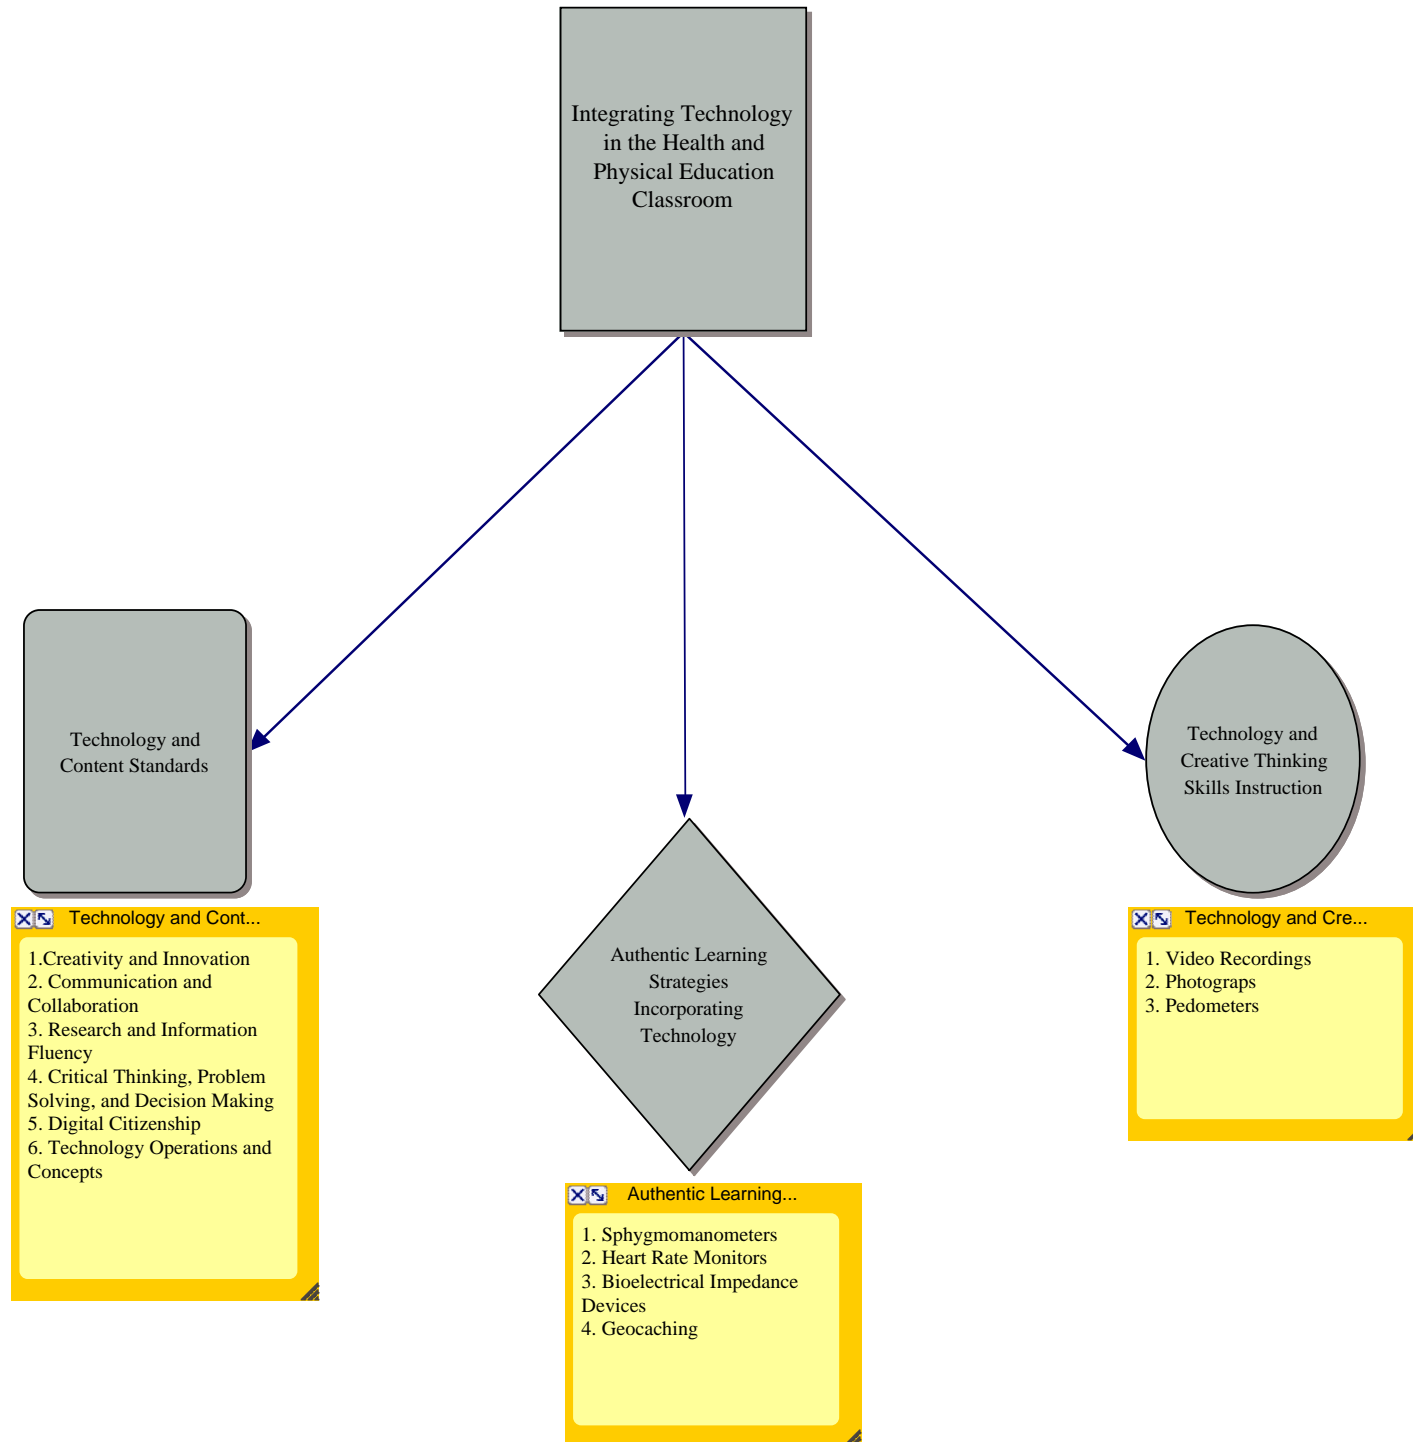 Integrating Technology
in the Health and
Physical Education
Classroom
Technology and
Content Standards
Technology and
Creative Thinking
Skills Instruction
Authentic Learning
Strategies
Incorporating
Technology
Technology and Cont...
1.Creativity and Innovation
2. Communication and
Collaboration
3. Research and Information
Fluency
4. Critical Thinking, Problem
Solving, and Decision Making
5. Digital Citizenship
6. Technology Operations and
Concepts
Technology and Cre...
1. Video Recordings
2. Photograps
3. Pedometers
Authentic Learning...
1. Sphygmomanometers
2. Heart Rate Monitors
3. Bioelectrical Impedance
Devices
4. Geocaching